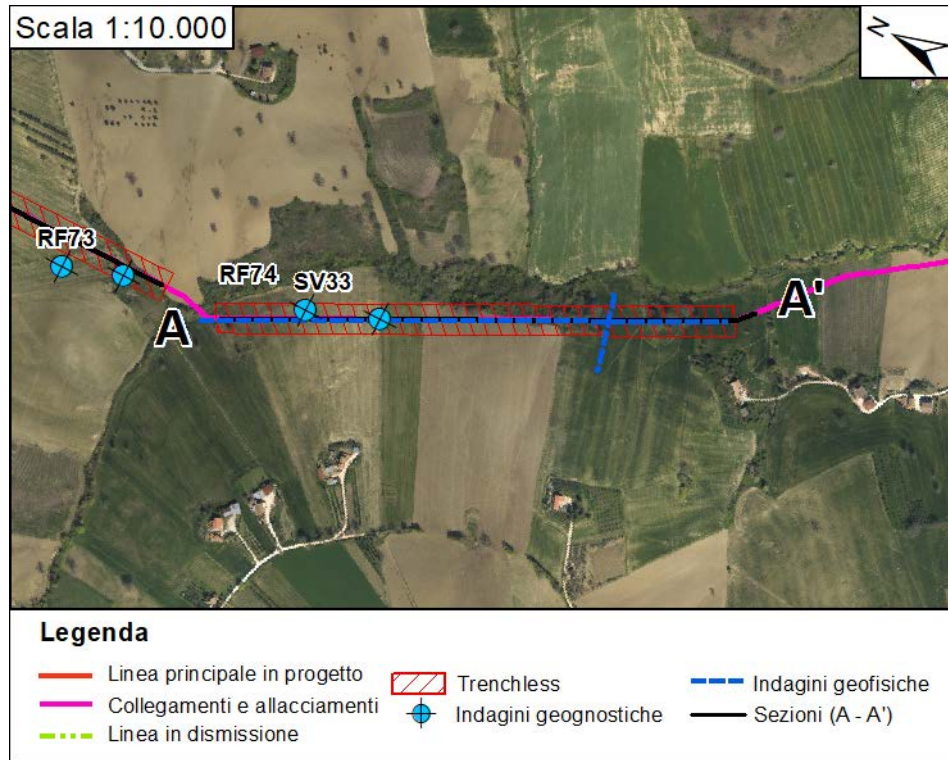 Scala 1:10.000
N
RF73
RF74
SV33
A
A'
Legenda
Linea principale in progetto
Collegamenti e allacciamenti
Linea in dismissione
Trenchless
Indagini geognostiche
Indagini geofisiche
Sezioni (A - A')